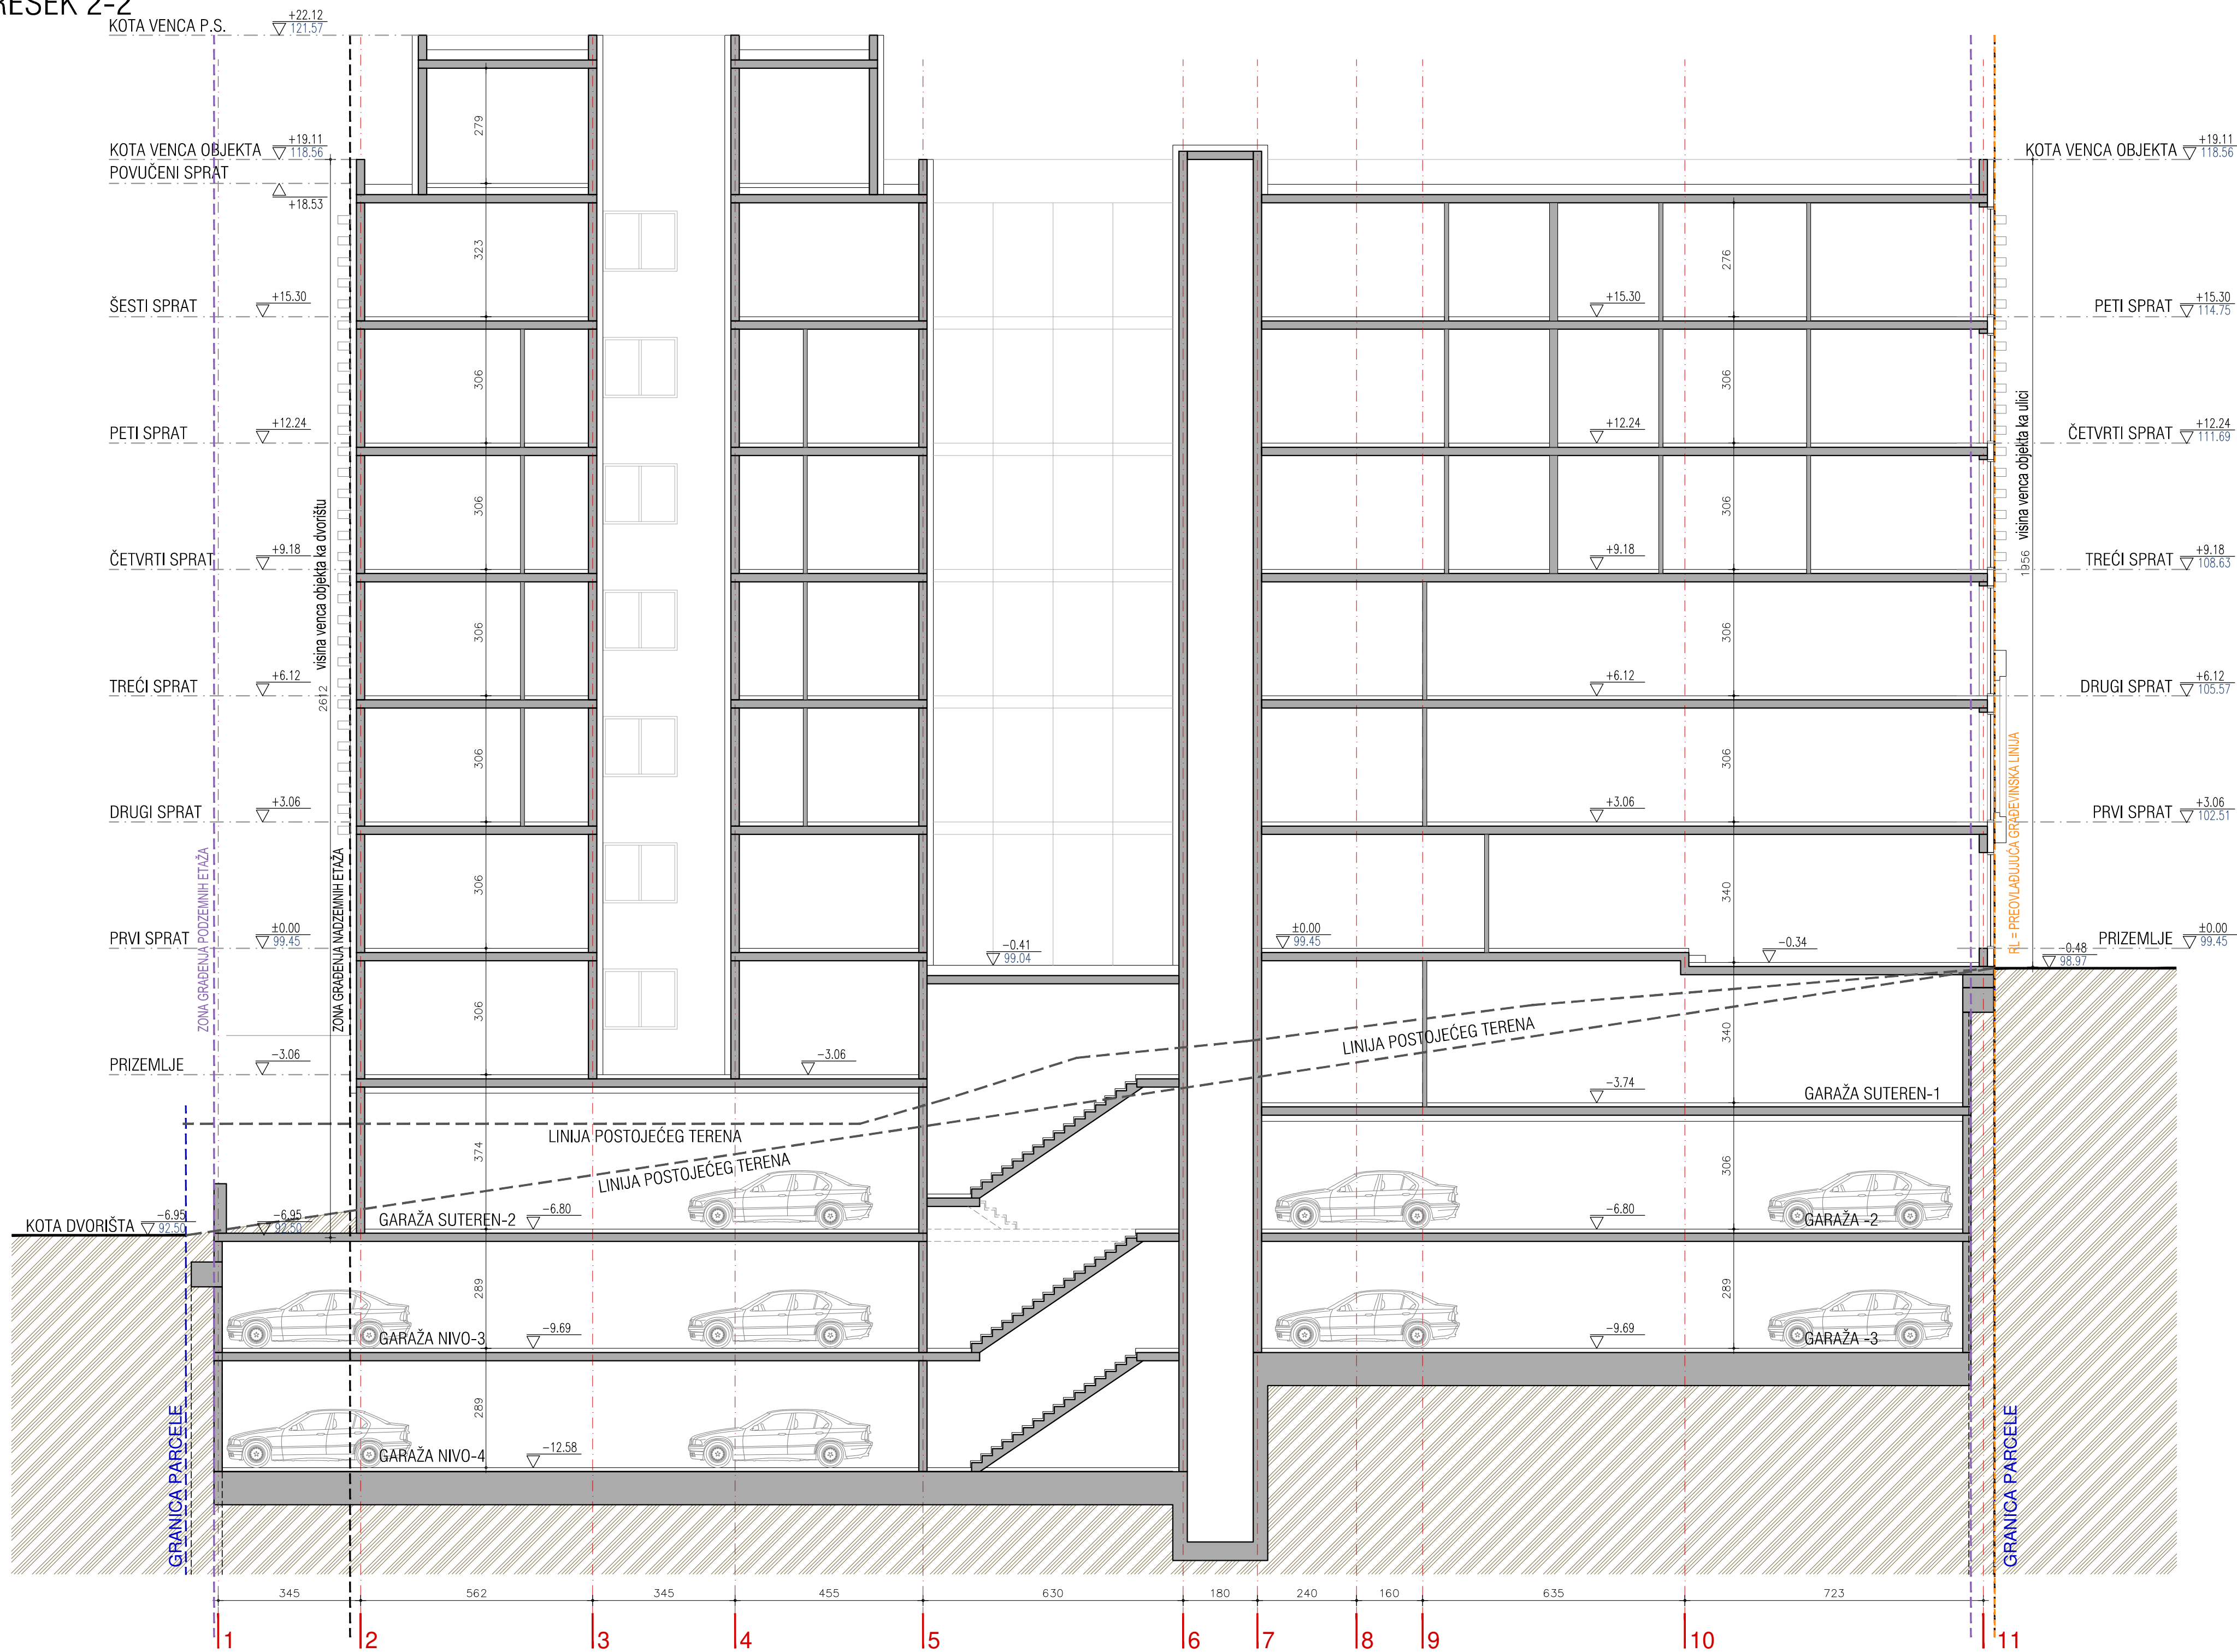 RESEK 2-2
KOTA VENCA P.S.
+22.12
121.57
KOTA VENCA OBJEKTA
+19.11
118.56
POVUČENI SPRAT
+18.53
ŠESTI SPRAT
+15.30
PETI SPRAT
+12.24
ČETVRTI SPRAT
+9.18
TREĆI SPRAT
+6.12
DRUGI SPRAT
+3.06
PRVI SPRAT
±0.00
99.45
PRIZEMLJE
-3.06
KOTA DVORIŠTA
-6.95
92.50
-6.95
92.50
ZONA GRAĐENJA PODZEMNIH ETAŽA
ZONA GRAĐENJA NADZEMNIH ETAŽA
2612
visina venca objekta ka dvorištu
GRANICA PARCELE
279
323
306
306
306
306
306
306
374
289
289
-3.06
LINIJA POSTOJEĆEG TERENA
LINIJA POSTOJEĆEG TERENA
GARAŽA SUTEREN-2
-6.80
GARAŽA NIVO-3
-9.69
GARAŽA NIVO-4
-12.58
-0.41
99.04
LINIJA POSTOJEĆEG TERENA
+15.30
+12.24
+9.18
+6.12
+3.06
±0.00
99.45
-0.34
-3.74
GARAŽA SUTEREN-1
-6.80
GARAŽA -2
-9.69
GARAŽA -3
276
306
306
306
306
340
340
306
289
KOTA VENCA OBJEKTA
+19.11
118.56
PETI SPRAT
+15.30
114.75
ČETVRTI SPRAT
+12.24
111.69
TREĆI SPRAT
+9.18
108.63
DRUGI SPRAT
+6.12
105.57
PRVI SPRAT
+3.06
102.51
PRIZEMLJE
±0.00
99.45
-0.48
98.97
1956
visina venca objekta ka ulici
RL = PREOVLAĐUJUĆA GRAĐEVINSKA LINIJA
GRANICA PARCELE
345
562
345
455
630
180
240
160
635
723
1
2
3
4
5
6
7
8
9
10
11